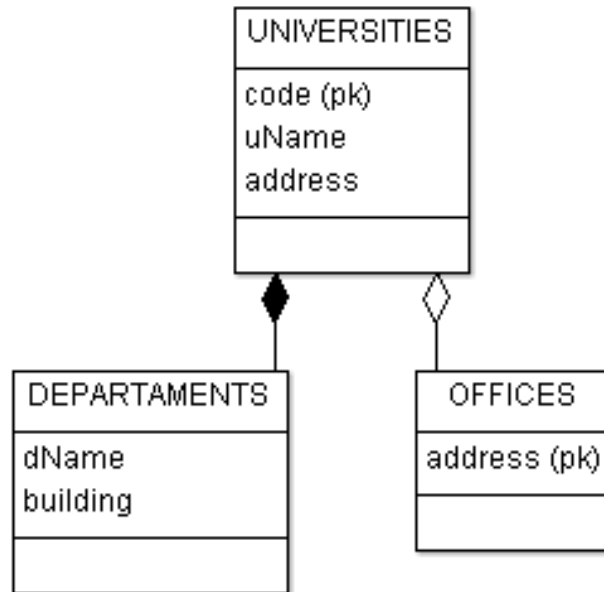 UNIVERSITIES
code (pk)
uName
address
DEPARTAMENTS
dName
building
OFFICES
address (pk)